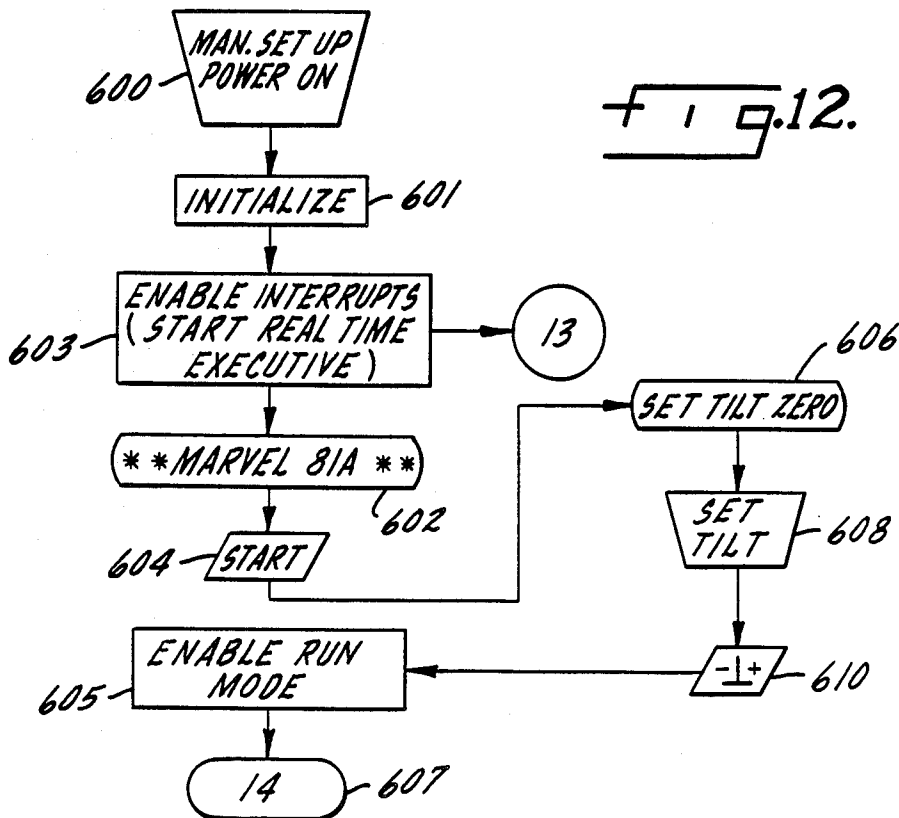 MAN. SET UP
POWER ON
600
Fig.12.
INITIALIZE
601
ENABLE INTERRUPTS
(START REAL TIME
EXECUTIVE)
603
13
606
SET TILT ZERO
**MARVEL 81A**
602
SET
TILT
608
604
START
ENABLE RUN
MODE
605
- +
610
14
607